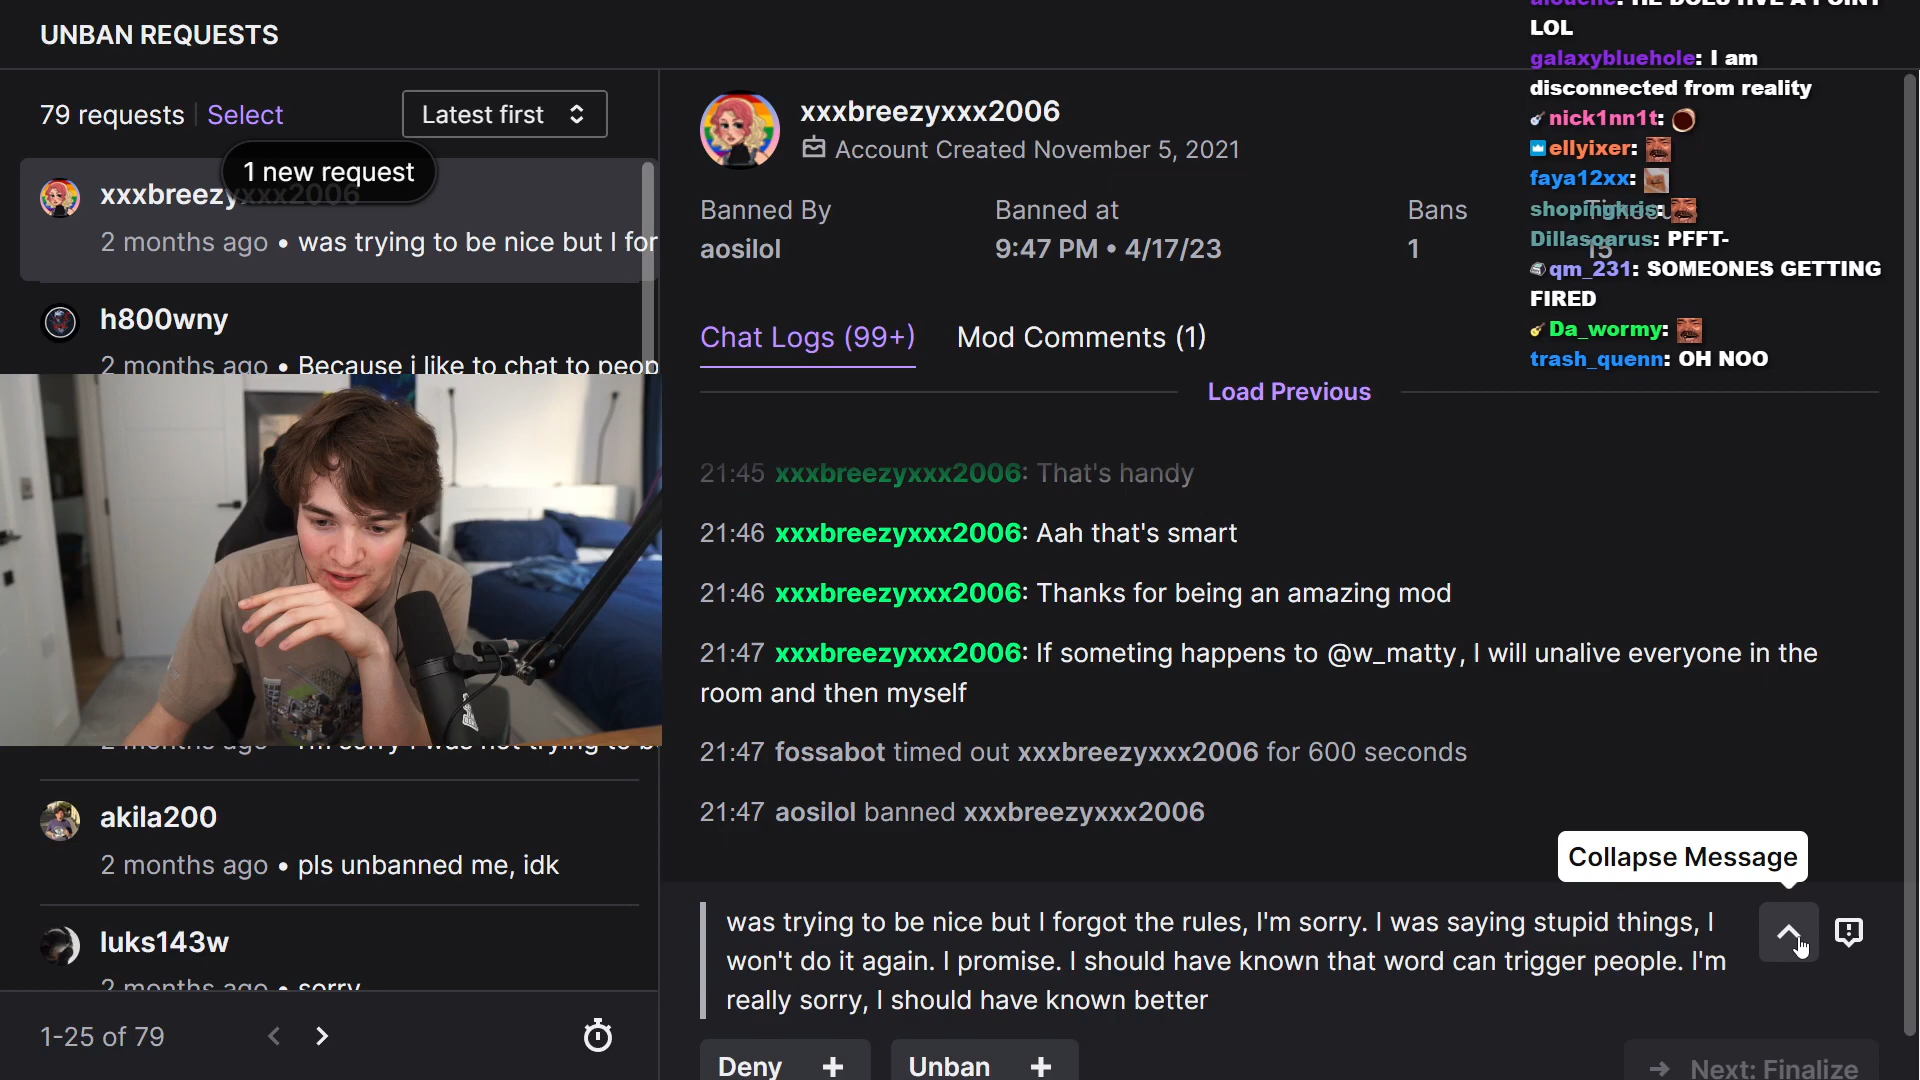 UNBAN REQUESTS
79 requests
Select
Latest first
1 new request
xxxbreezyxxx2006
2 months ago • was trying to be nice but I for
h800wny
2 months ago • Because i like to chat to peop
akila200
2 months ago • pls unbanned me, idk
luks143w
2 months ago • sorry
1-25 of 79
xxxbreezyxxx2006
Account Created November 5, 2021
Banned By
aosilol
Banned at
9:47 PM • 4/17/23
Bans
1
15
Chat Logs (99+)
Mod Comments (1)
Load Previous
21:45 xxxbreezyxxx2006: That's handy
21:46 xxxbreezyxxx2006: Aah that's smart
21:46 xxxbreezyxxx2006: Thanks for being an amazing mod
21:47 xxxbreezyxxx2006: If someting happens to @w_matty, I will unalive everyone in the
room and then myself
21:47 fossabot timed out xxxbreezyxxx2006 for 600 seconds
21:47 aosilol banned xxxbreezyxxx2006
Collapse Message
was trying to be nice but I forgot the rules, I'm sorry. I was saying stupid things, I
won't do it again. I promise. I should have known that word can trigger people. I'm
really sorry, I should have known better
Deny +
Unban +
Next: Finalize
LOL
galaxybluehole: I am
disconnected from reality
nick1nn1t:
ellyixer:
faya12xx:
shopingkris:
PFFT-
qm_231: SOMEONES GETTING
FIRED
Da_wormy:
trash_quenn: OH NOO